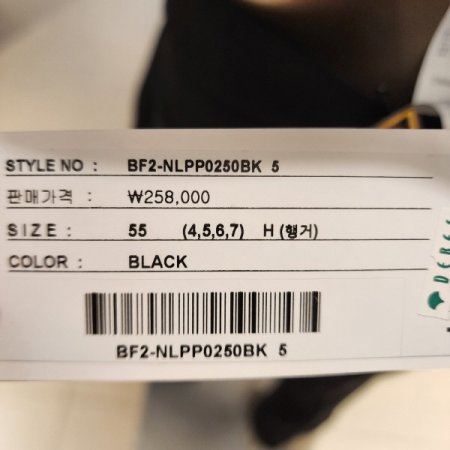 STYLE NO : BF2-NLPP0250BK 5
판매가격 : ₩258,000
SIZE : 55 (4,5,6,7) H (행거)
COLOR : BLACK
BF2-NLPP0250BK 5